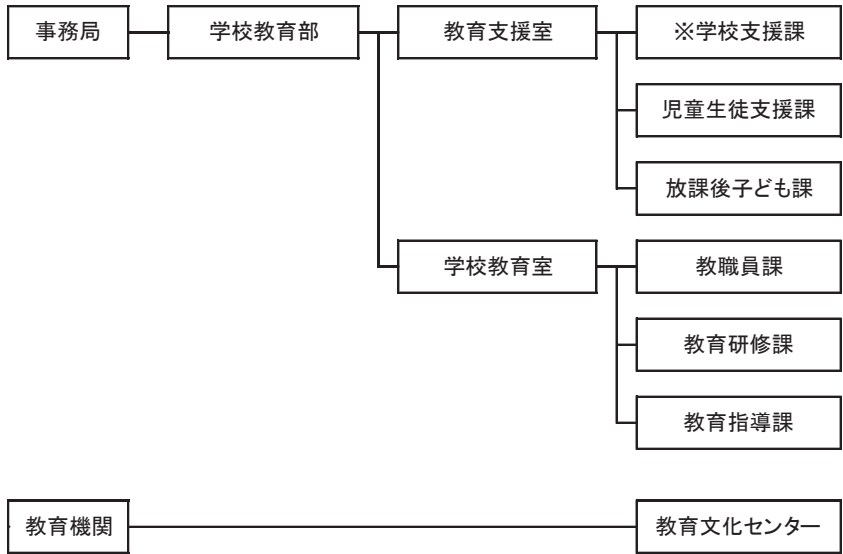 事務局
学校教育部
教育支援室
※学校支援課
児童生徒支援課
放課後子ども課
学校教育室
教職員課
教育研修課
教育指導課
教育機関
教育文化センター